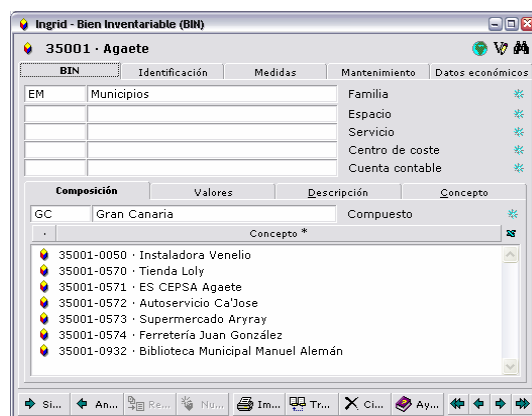 Ingrid - Bien Inventariable (BIN)
35001 · Agaete
BIN Identificación Medidas Mantenimiento Datos económicos
EM Municipios Familia
Espacio
Servicio
Centro de coste
Cuenta contable
Composición Valores Descripción Concepto
GC Gran Canaria Compuesto
· Concepto *
35001-0050 · Instaladora Venelio
35001-0570 · Tienda Loly
35001-0571 · ES CEPSA Agaete
35001-0572 · Autoservicio Ca'Jose
35001-0573 · Supermercado Aryray
35001-0574 · Ferretería Juan González
35001-0932 · Biblioteca Municipal Manuel Alemán
Si... An... Re... Nu... Im... Tr... Ci... Ay...